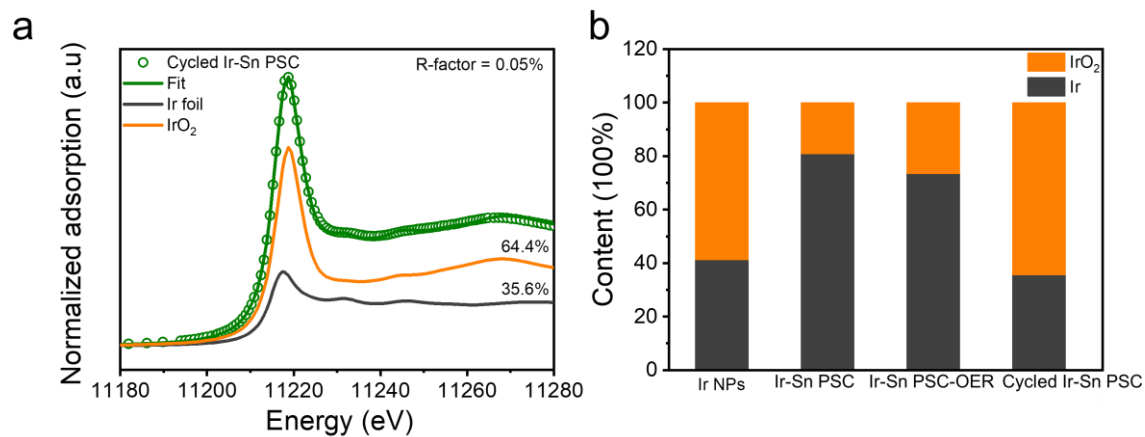 a
Normalized adsorption (a.u)
Cycled Ir-Sn PSC
Fit
Ir foil
IrO₂
R-factor = 0.05%
64.4%
35.6%
11180 11200 11220 11240 11260 11280
Energy (eV)
b
Content (100%)
120
100
80
60
40
20
0
IrO₂
Ir
Ir NPs Ir-Sn PSC Ir-Sn PSC-OER Cycled Ir-Sn PSC